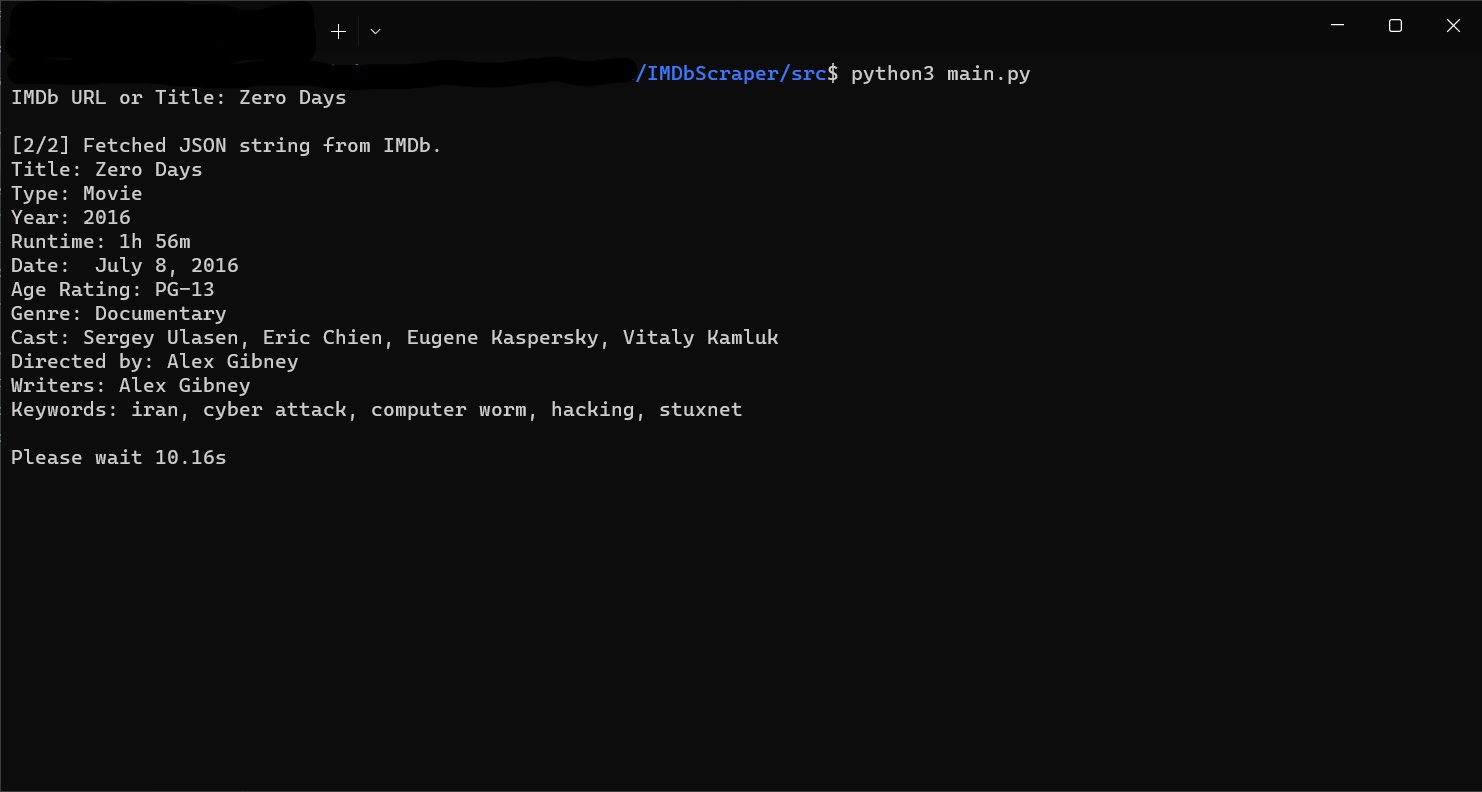 /IMDbScraper/src$ python3 main.py
IMDb URL or Title: Zero Days
[2/2] Fetched JSON string from IMDb.
Title: Zero Days
Type: Movie
Year: 2016
Runtime: 1h 56m
Date:  July 8, 2016
Age Rating: PG-13
Genre: Documentary
Cast: Sergey Ulasen, Eric Chien, Eugene Kaspersky, Vitaly Kamluk
Directed by: Alex Gibney
Writers: Alex Gibney
Keywords: iran, cyber attack, computer worm, hacking, stuxnet
Please wait 10.16s